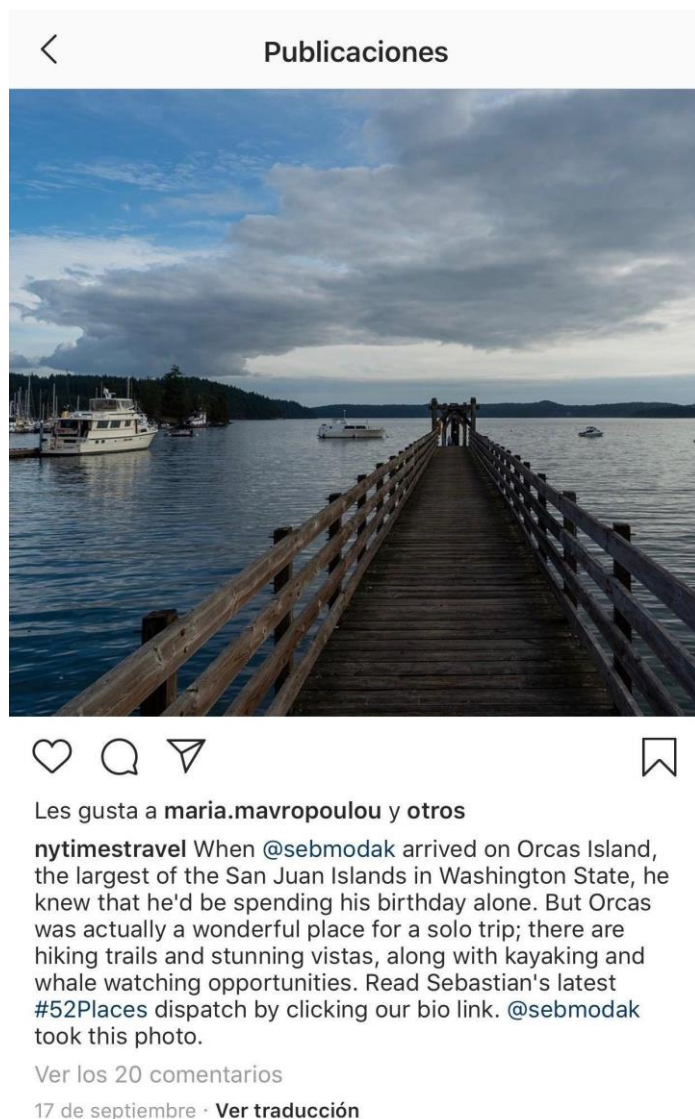 Publicaciones
Les gusta a maria.mavropoulou y otros
nytimestravel When @sebmodak arrived on Orcas Island,
the largest of the San Juan Islands in Washington State, he
knew that he'd be spending his birthday alone. But Orcas
was actually a wonderful place for a solo trip; there are
hiking trails and stunning vistas, along with kayaking and
whale watching opportunities. Read Sebastian's latest
#52Places dispatch by clicking our bio link. @sebmodak
took this photo.
Ver los 20 comentarios
17 de septiembre · Ver traducción